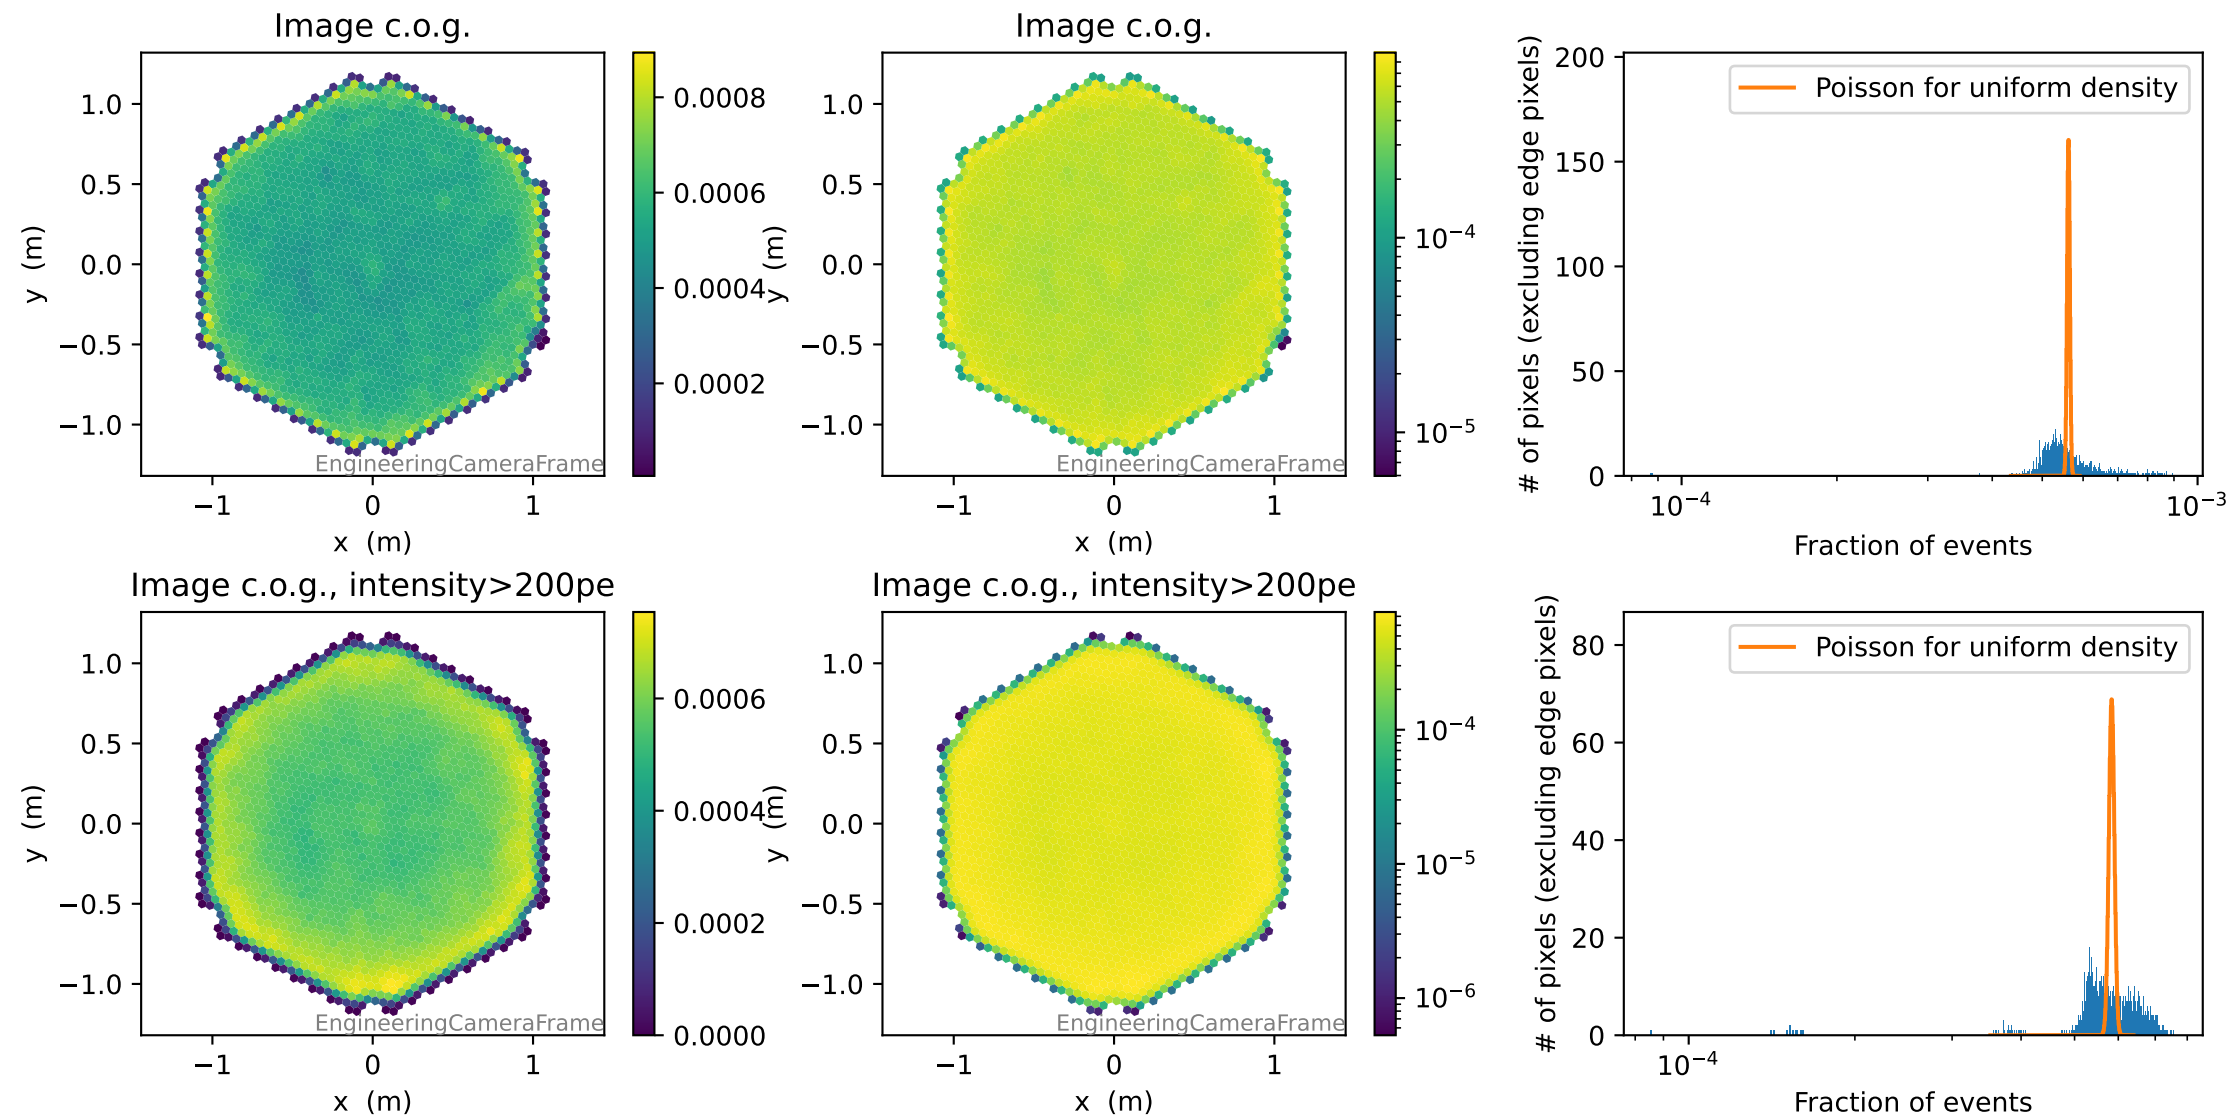 Image c.o.g.
y (m)
1.0
0.5
0.0
−0.5
−1.0
−1
0
1
x (m)
EngineeringCameraFrame
0.0008
0.0006
0.0004
0.0002
Image c.o.g.
y (m)
1.0
0.5
0.0
−0.5
−1.0
−1
0
1
x (m)
EngineeringCameraFrame
10⁻⁴
10⁻⁵
# of pixels (excluding edge pixels)
200
150
100
50
0
Poisson for uniform density
10⁻⁴
10⁻³
Fraction of events
Image c.o.g., intensity>200pe
y (m)
1.0
0.5
0.0
−0.5
−1.0
−1
0
1
x (m)
EngineeringCameraFrame
0.0006
0.0004
0.0002
0.0000
Image c.o.g., intensity>200pe
y (m)
1.0
0.5
0.0
−0.5
−1.0
−1
0
1
x (m)
EngineeringCameraFrame
10⁻⁴
10⁻⁵
10⁻⁶
# of pixels (excluding edge pixels)
80
60
40
20
0
Poisson for uniform density
10⁻⁴
Fraction of events